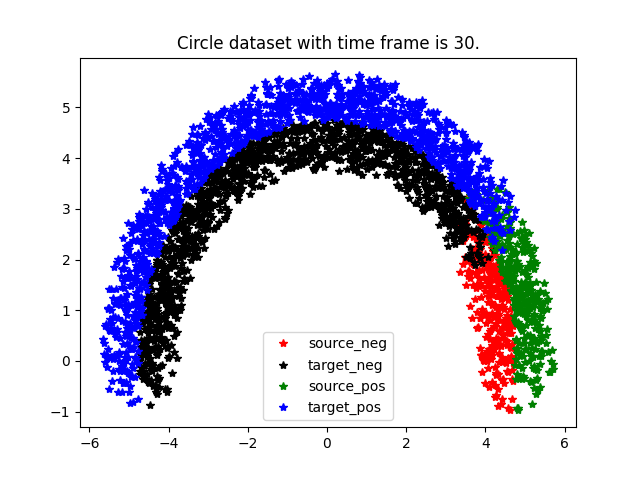 Circle dataset with time frame is 30.
5
4
3
2
1
0
−1
source_neg
target_neg
source_pos
target_pos
−6 −4 −2 0 2 4 6